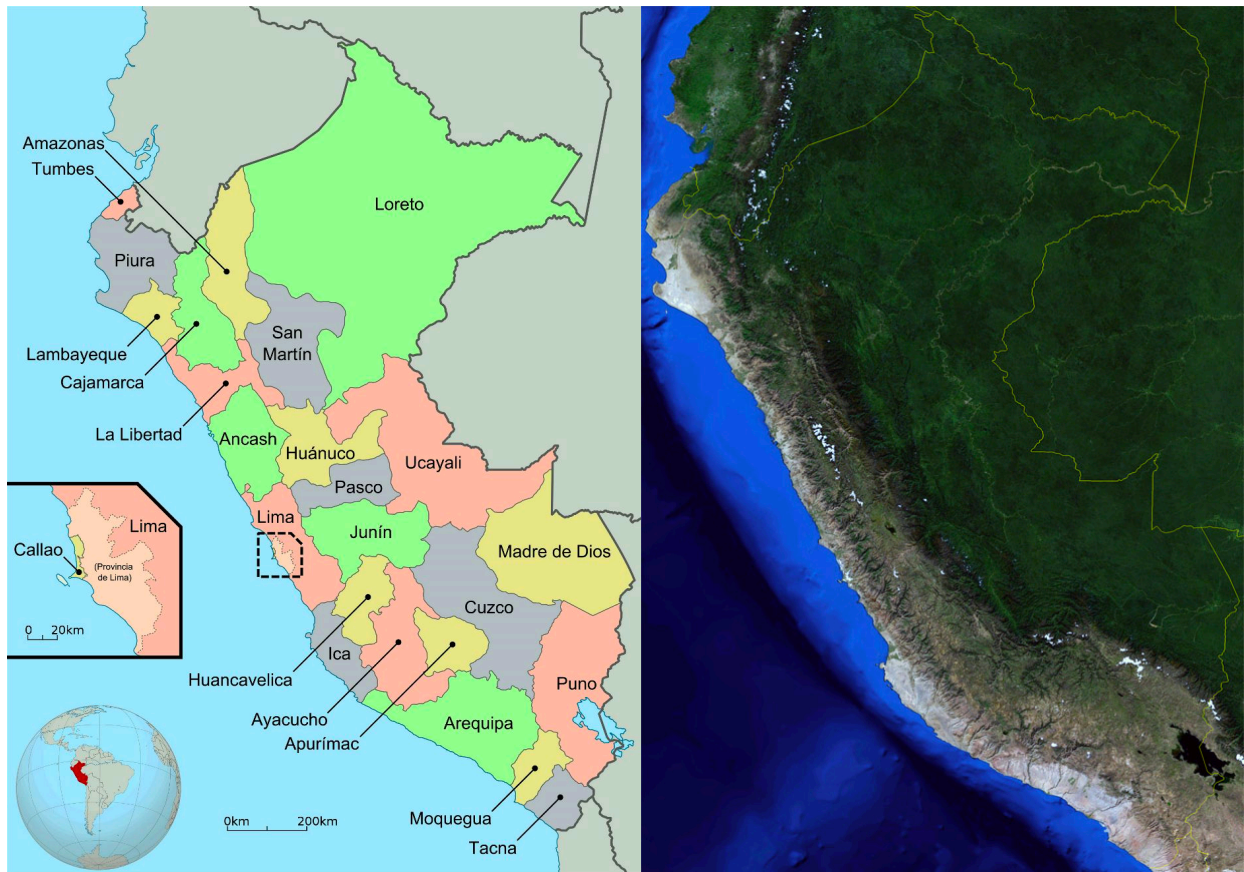 Amazonas
Tumbes
Loreto
Piura
San
Martín
Lambayeque
Cajamarca
La Libertad
Ancash
Huánuco
Ucayali
Pasco
Lima
Lima
Junín
Callao
(Provincia
de Lima)
Madre de Dios
Cuzco
0 20km
Ica
Huancavelica
Puno
Ayacucho
Arequipa
Apurímac
Moquegua
0km 200km
Tacna